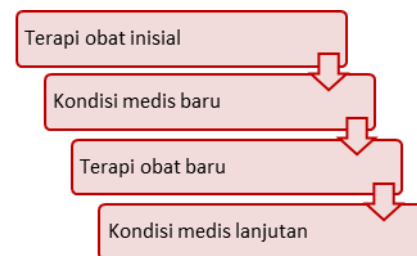 Terapi obat inisial
Kondisi medis baru
Terapi obat baru
Kondisi medis lanjutan